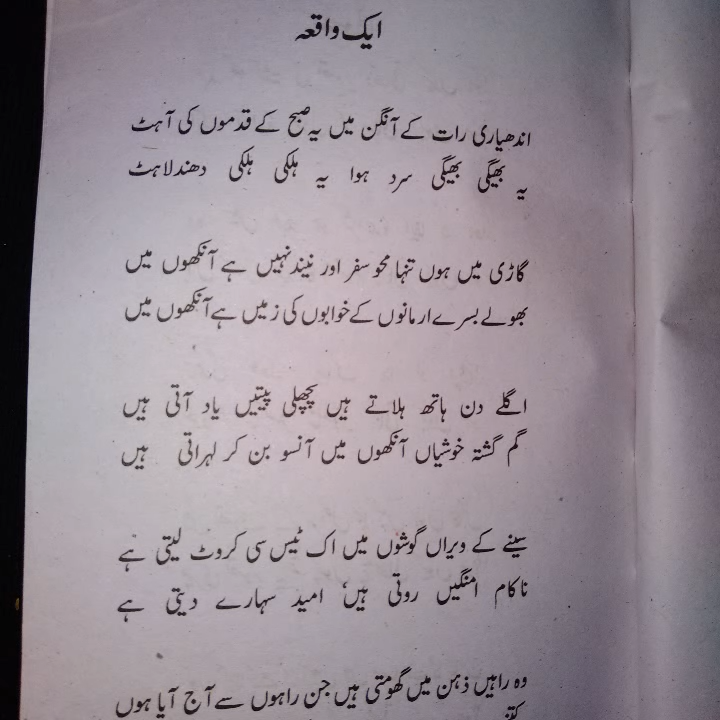 ایک واقعہ
اندھیاری رات کے آنگن میں یہ صبح کے قدموں کی آہٹ
یہ بھیگی بھیگی سرد ہوا یہ ہلکی ہلکی دھندلاہٹ
گاڑی میں ہوں تنہا محو سفر اور نیند نہیں ہے آنکھوں میں
بھولے بسرے ارمانوں کے خوابوں کی زمیں ہے آنکھوں میں
اگلے دن ہاتھ ہلاتے ہیں پچھلی پیتیں یاد آتی ہیں
گم گشتہ خوشیاں آنکھوں میں آنسو بن کر لہراتی ہیں
سینے کے ویراں گوشوں میں اک ٹیس سی کروٹ لیتی ہے
ناکام امنگیں روتی ہیں، امید سہارے دیتی ہے
وہ راہیں ذہن میں گھومتی ہیں جن راہوں سے آج آیا ہوں